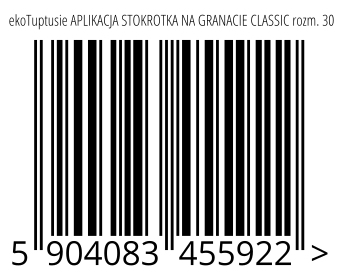 ekoTuptusie APLIKACJA STOKROTKA NA GRANACIE CLASSIC rozm. 30
5 904083 455922 >